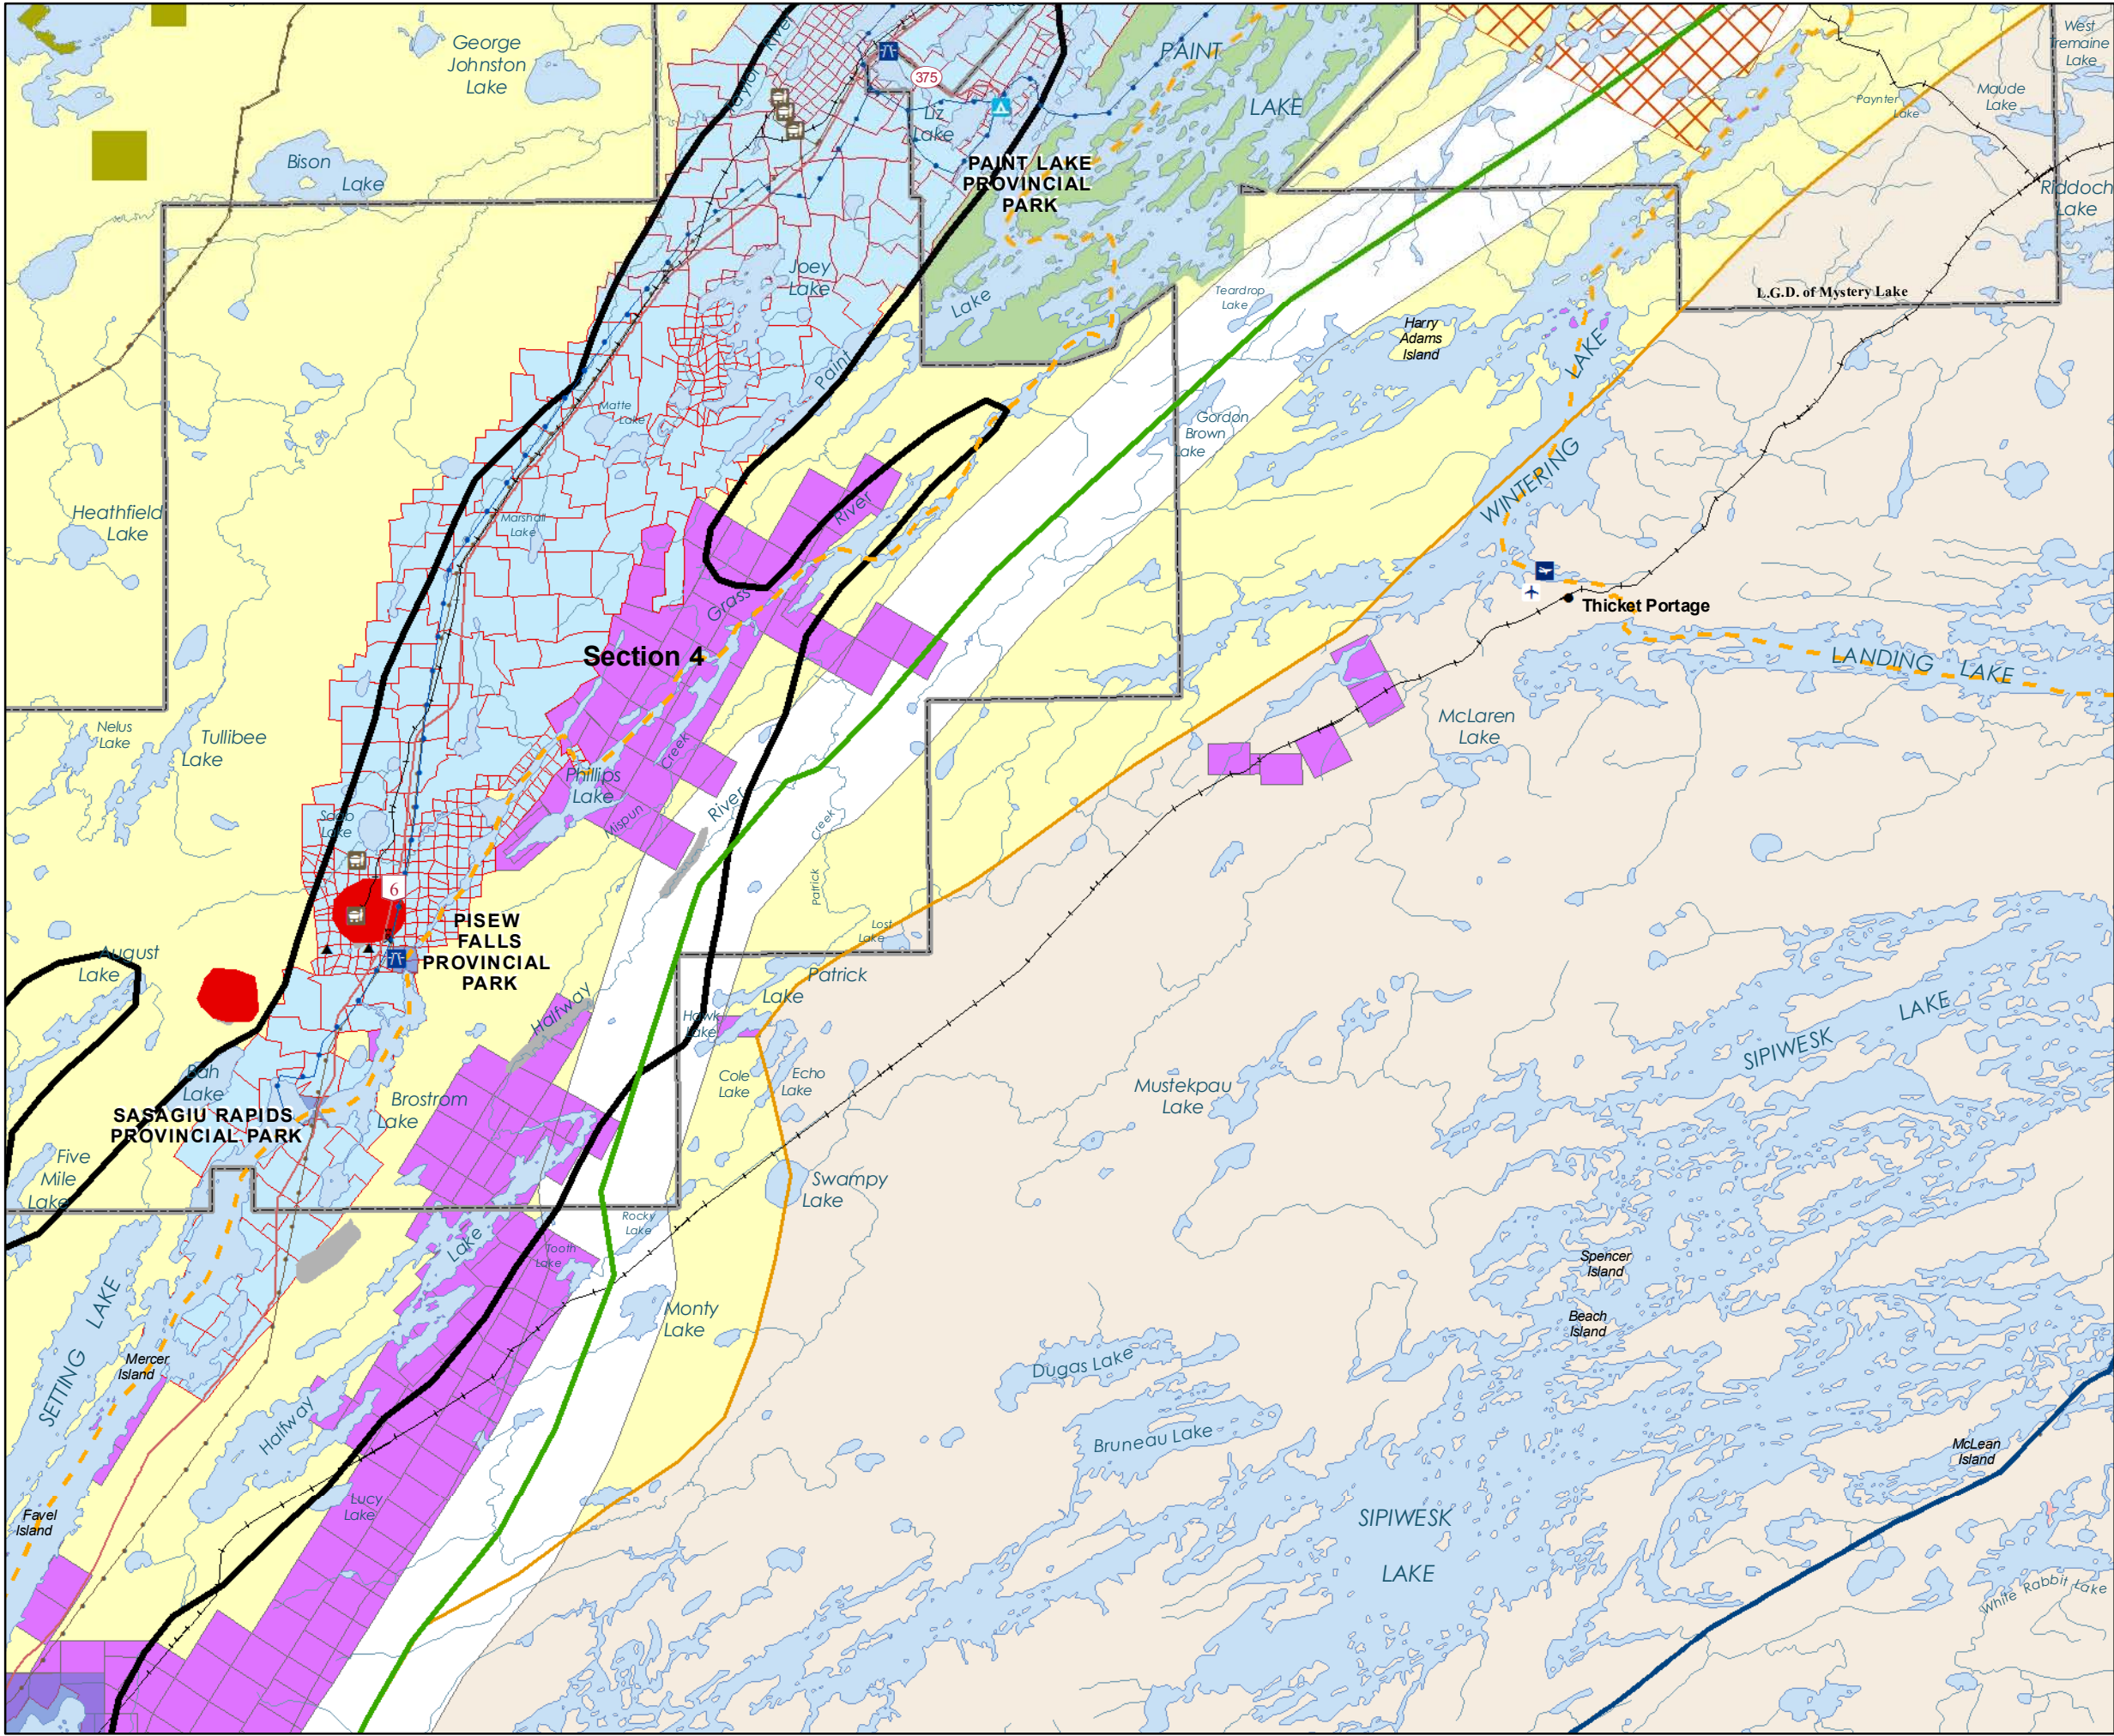 George
Johnston
Lake
Bison
Lake
Taylor
River
375
Liz
Lake
PAINT
LAKE
PAINT LAKE
PROVINCIAL
PARK
West
Tremaine
Lake
Paynter
Lake
Maude
Lake
Riddoch
Lake
L.G.D. of Mystery Lake
Joey
Lake
Lake
Paint
Teardrop
Lake
Harry
Adams
Island
WINTERING
LAKE
Matte
Lake
Gordon
Brown
Lake
Heathfield
Lake
Marshall
Lake
River
Grass
Section 4
Thicket Portage
LANDING LAKE
McLaren
Lake
Nelus
Lake
Tullibee
Lake
Phillips
Lake
Creek
Mispun
River
Creek
Patrick
Lost
Lake
6
PISEW
FALLS
PROVINCIAL
PARK
August
Lake
Patrick
Lake
Hawk
Lake
Halfway
Cole
Lake
Echo
Lake
Mustekpau
Lake
SIPIWESK
LAKE
Lake
SASAGIU RAPIDS
PROVINCIAL PARK
Brostrom
Lake
Five
Mile
Lake
Swampy
Lake
Rocky
Lake
Tooth
Lake
Lake
Spencer
Island
Beach
Island
Monty
Lake
SETTING
LAKE
Mercer
Island
Halfway
Dugas Lake
Bruneau Lake
McLean
Island
Lucy
Lake
Favel
Island
SIPIWESK
LAKE
White Rabbit Lake